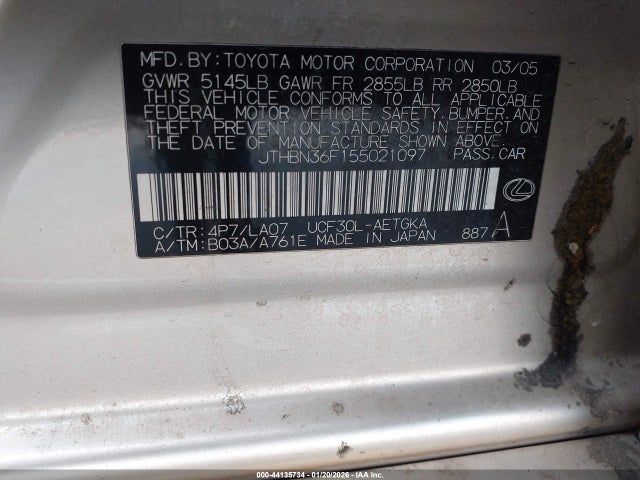 MFD. BY: TOYOTA MOTOR CORPORATION 03/05
GVWR 5145LB GAWR FR 2855LB RR 2850LB
THIS VEHICLE CONFORMS TO ALL APPLICABLE
FEDERAL MOTOR VEHICLE SAFETY, BUMPER, AND
THEFT PREVENTION STANDARDS IN EFFECT ON
THE DATE OF MANUFACTURE SHOWN ABOVE.
JTHBN36F155021097 PASS. CAR
C/TR: 4P7/LA07 UCF30L-AETGKA
A/TM: B03A/A761E MADE IN JAPAN 887 A
000-44135734 - 01/20/2026 - COPART.COM